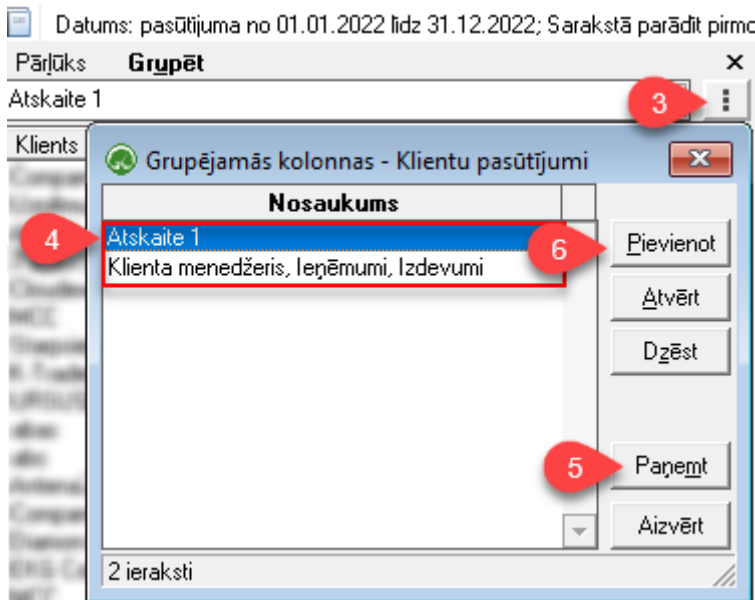 Datums: pasūtījuma no 01.01.2022 līdz 31.12.2022; Sarakstā parādīt pirmo
Pārlūks Grupēt
Atskaite 1
3
Klients
Grupējamās kolonnas - Klientu pasūtījumi
Nosaukums
4
Atskaite 1
6
Pievienot
Klienta menedžeris, Ieņēmumi, Izdevumi
Atvērt
Dzēst
5
Paņemt
Aizvērt
2 ieraksti